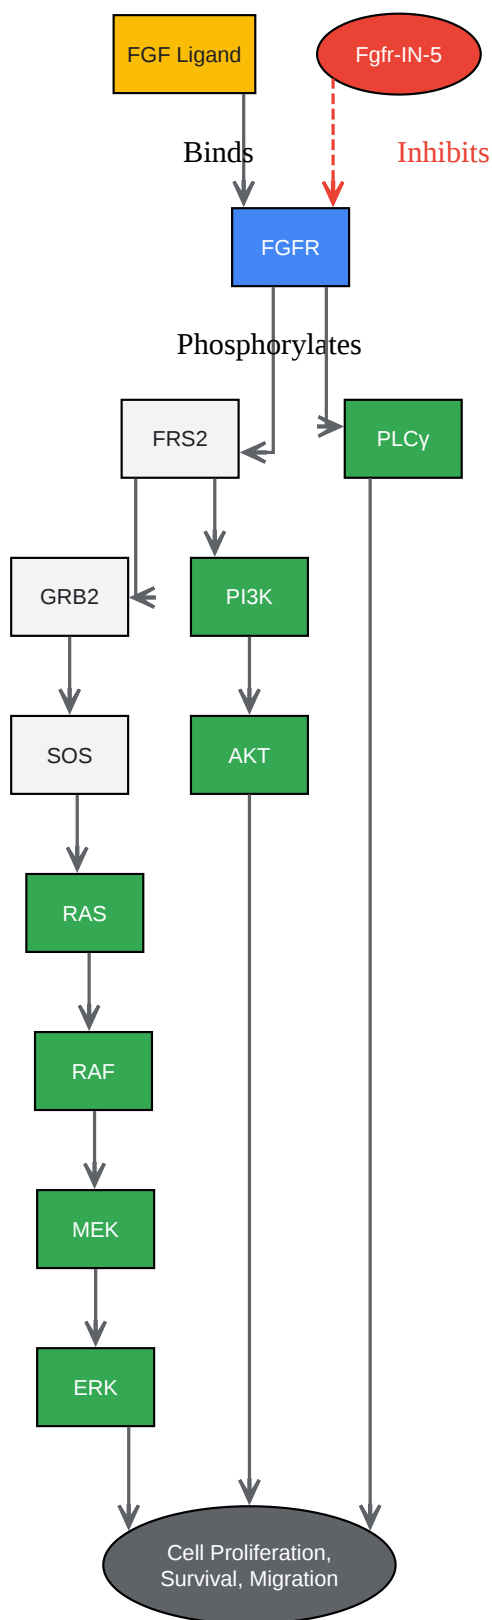 FGF Ligand
Fgfr-IN-5
Binds
Inhibits
FGFR
Phosphorylates
FRS2
PLCγ
GRB2
PI3K
SOS
AKT
RAS
RAF
MEK
ERK
Cell Proliferation,
Survival, Migration